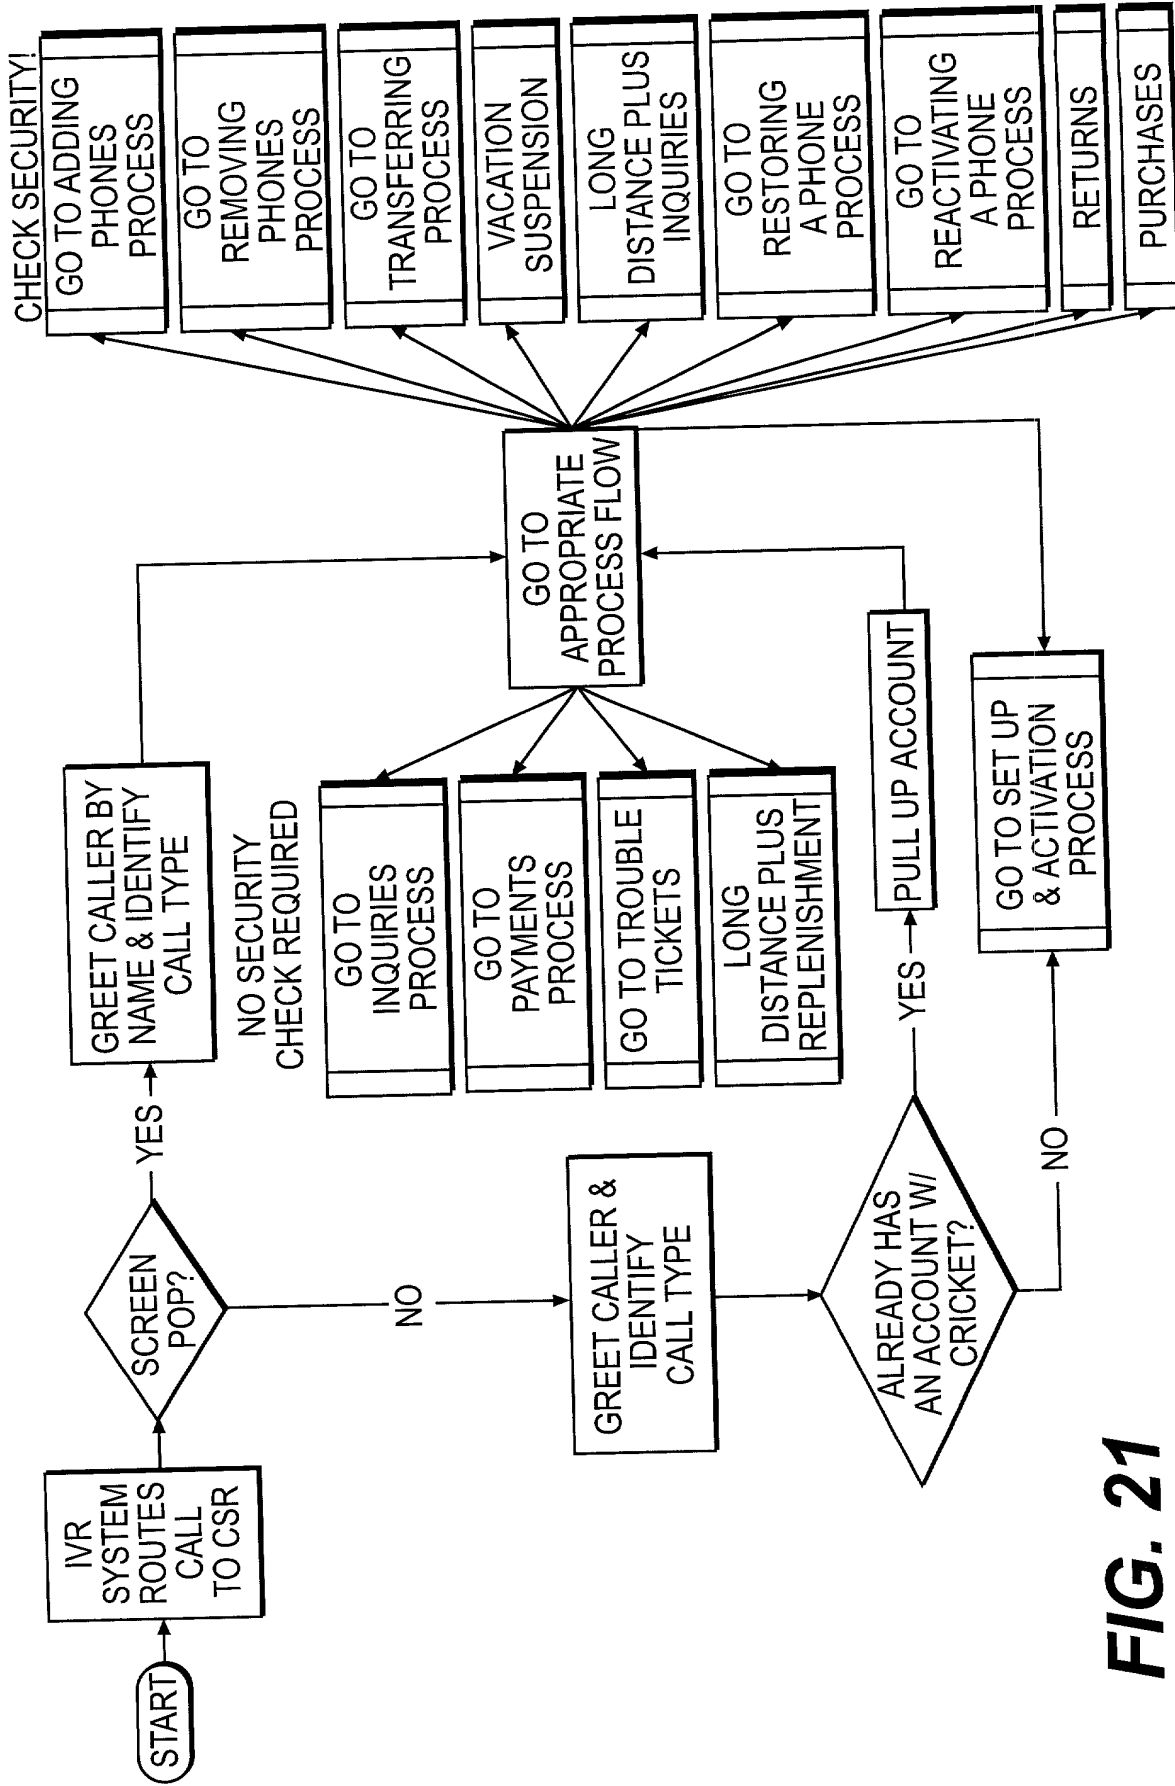 START
IVR
SYSTEM
ROUTES
CALL
TO CSR
SCREEN
POP?
YES
GREET CALLER BY
NAME & IDENTIFY
CALL TYPE
NO
GREET CALLER &
IDENTIFY
CALL TYPE
ALREADY HAS
AN ACCOUNT W/
CRICKET?
YES
PULL UP ACCOUNT
NO
GO TO SET UP
& ACTIVATION
PROCESS
GO TO
APPROPRIATE
PROCESS FLOW
NO SECURITY
CHECK REQUIRED
GO TO
INQUIRIES
PROCESS
GO TO
PAYMENTS
PROCESS
GO TO TROUBLE
TICKETS
LONG
DISTANCE PLUS
REPLENISHMENT
CHECK SECURITY!
GO TO ADDING
PHONES
PROCESS
GO TO
REMOVING
PHONES
PROCESS
GO TO
TRANSFERRING
PROCESS
VACATION
SUSPENSION
LONG
DISTANCE PLUS
INQUIRIES
GO TO
RESTORING
A PHONE
PROCESS
GO TO
REACTIVATING
A PHONE
PROCESS
RETURNS
PURCHASES
FIG. 21